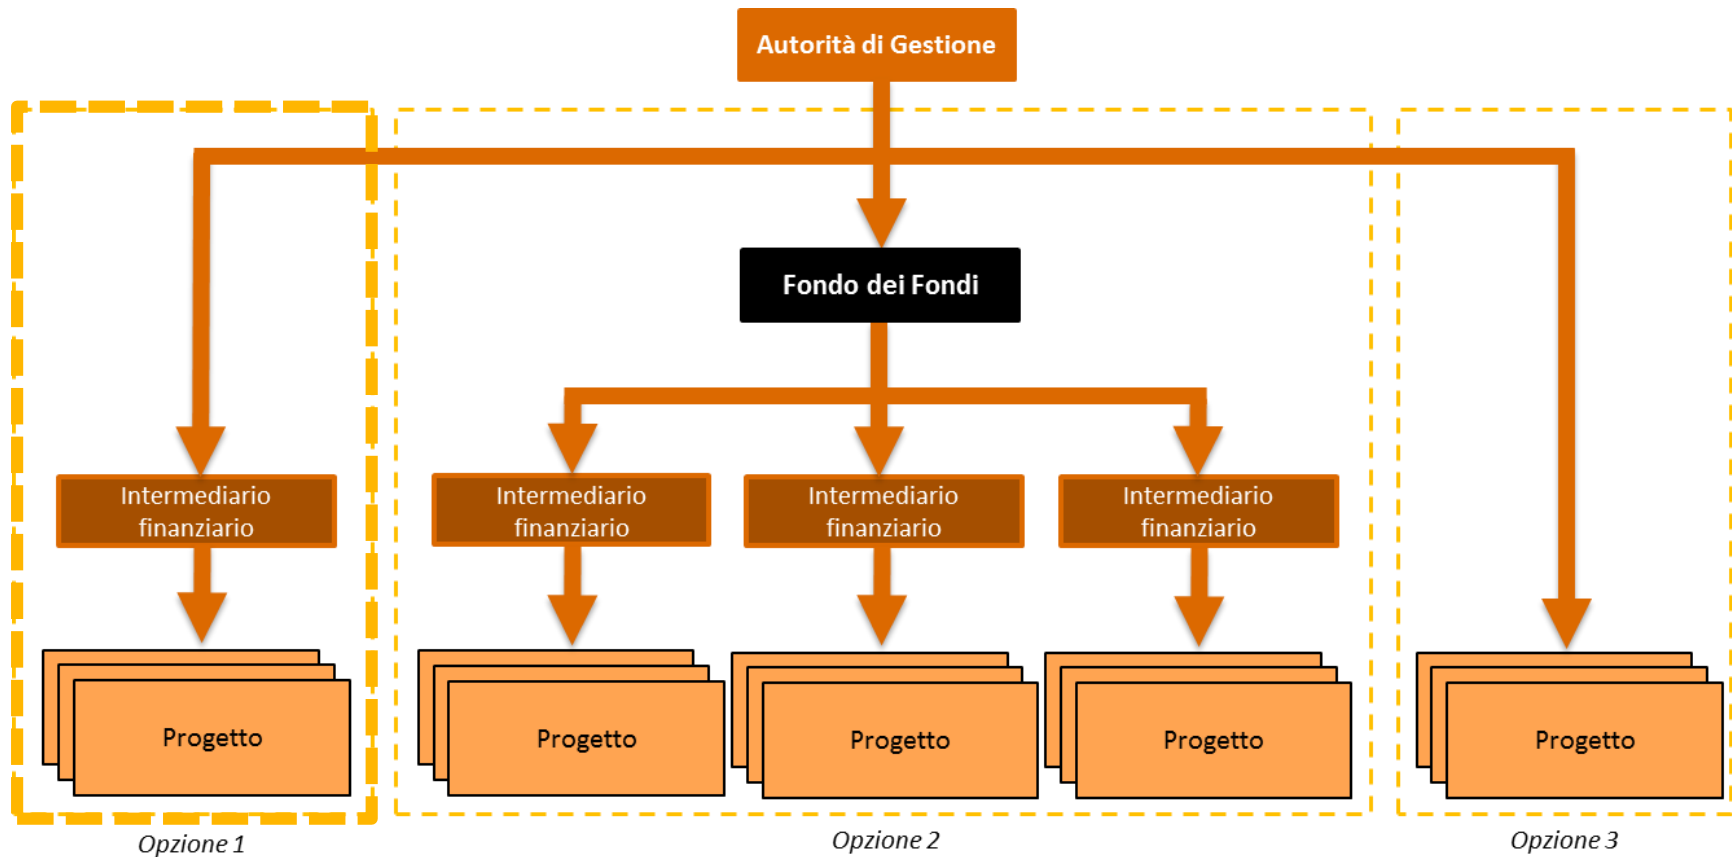 Autorità di Gestione
Fondo dei Fondi
Intermediario
finanziario
Intermediario
finanziario
Intermediario
finanziario
Intermediario
finanziario
Progetto
Progetto
Progetto
Progetto
Progetto
Opzione 1
Opzione 2
Opzione 3